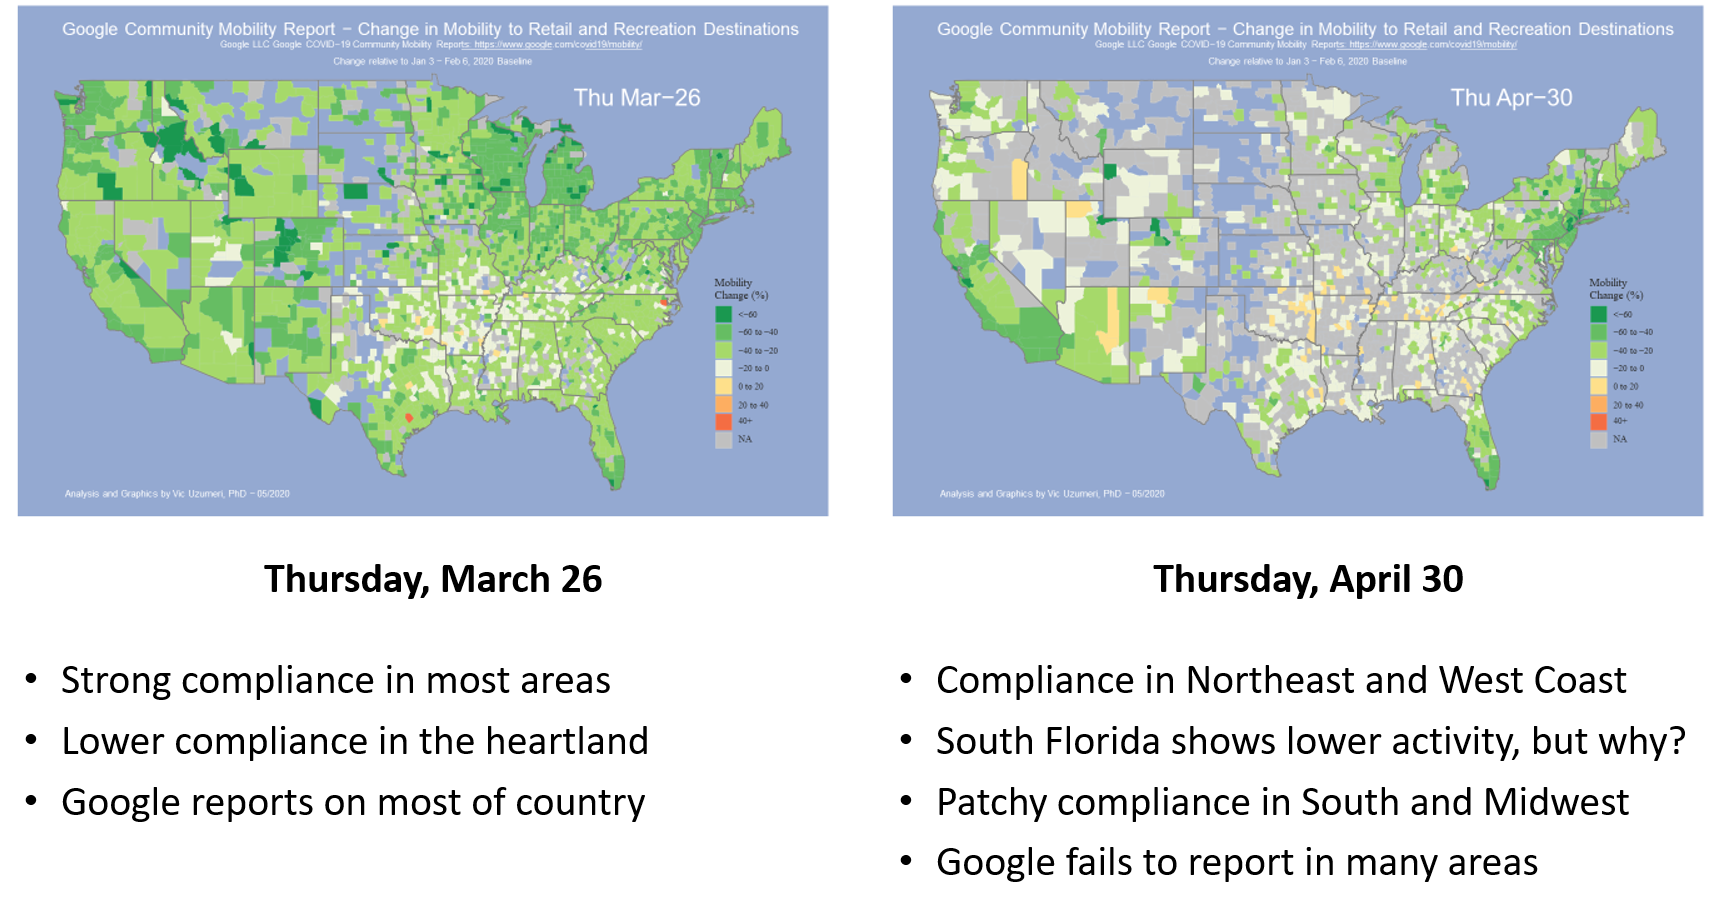 Google Community Mobility Report − Change in Mobility to Retail and Recreation Destinations
Google LLC Google COVID−19 Community Mobility Reports: https://www.google.com/covid19/mobility/
Change relative to Jan 3 − Feb 6, 2020 Baseline
Thu Mar−26
Mobility
Change (%)
<−60
−60 to −40
−40 to −20
−20 to 0
0 to 20
20 to 40
40+
NA
Analysis and Graphics by Vic Uzumeri, PhD − 05/2020
Google Community Mobility Report − Change in Mobility to Retail and Recreation Destinations
Google LLC Google COVID−19 Community Mobility Reports: https://www.google.com/covid19/mobility/
Change relative to Jan 3 − Feb 6, 2020 Baseline
Thu Apr−30
Mobility
Change (%)
<−60
−60 to −40
−40 to −20
−20 to 0
0 to 20
20 to 40
40+
NA
Analysis and Graphics by Vic Uzumeri, PhD − 05/2020
Thursday, March 26
• Strong compliance in most areas
• Lower compliance in the heartland
• Google reports on most of country
Thursday, April 30
• Compliance in Northeast and West Coast
• South Florida shows lower activity, but why?
• Patchy compliance in South and Midwest
• Google fails to report in many areas